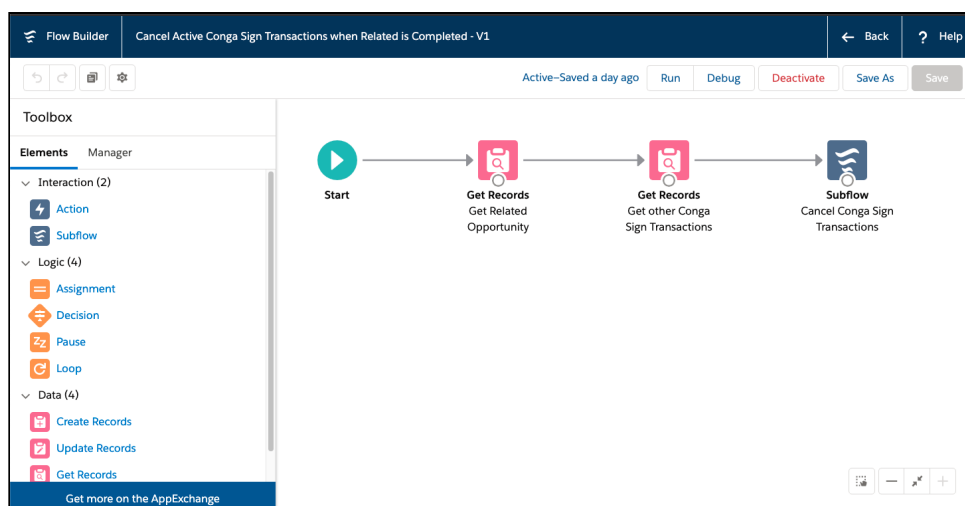 Flow Builder
Cancel Active Conga Sign Transactions when Related is Completed - V1
← Back
? Help
Active–Saved a day ago
Run
Debug
Deactivate
Save As
Save
Toolbox
Elements
Manager
Interaction (2)
Action
Subflow
Logic (4)
Assignment
Decision
Pause
Loop
Data (4)
Create Records
Update Records
Get Records
Get more on the AppExchange
Start
Get Records
Get Related
Opportunity
Get Records
Get other Conga
Sign Transactions
Subflow
Cancel Conga Sign
Transactions